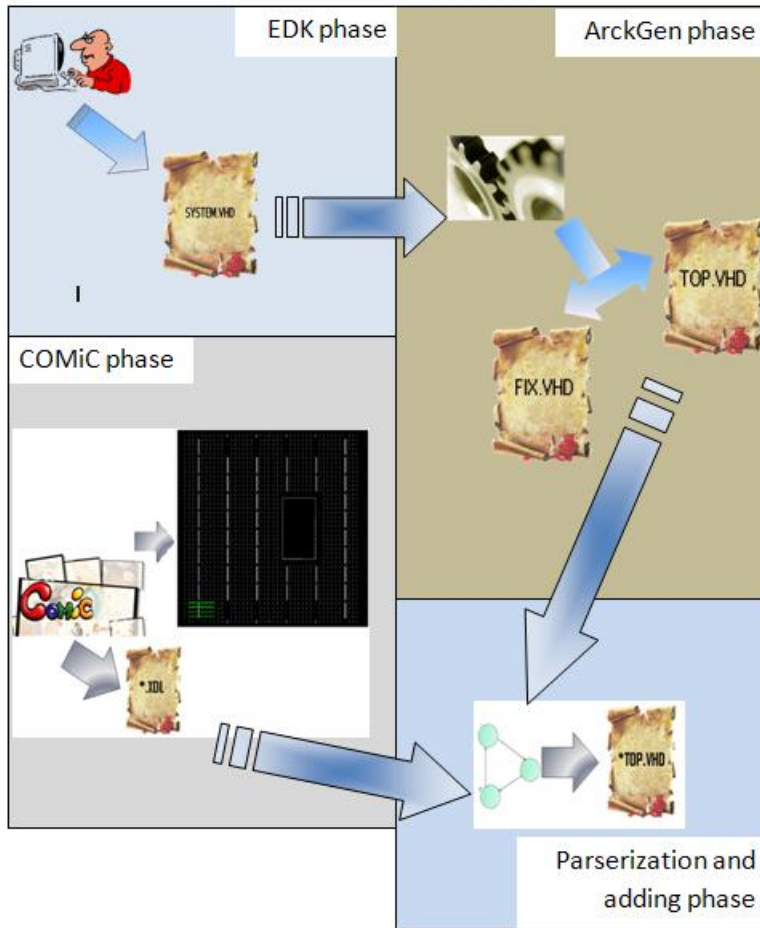 EDK phase
ArckGen phase
SYSTEM.VHD
TOP.VHD
FIX.VHD
COMiC phase
COMiC
*.XDL
*TOP.VHD
Parserization and
adding phase